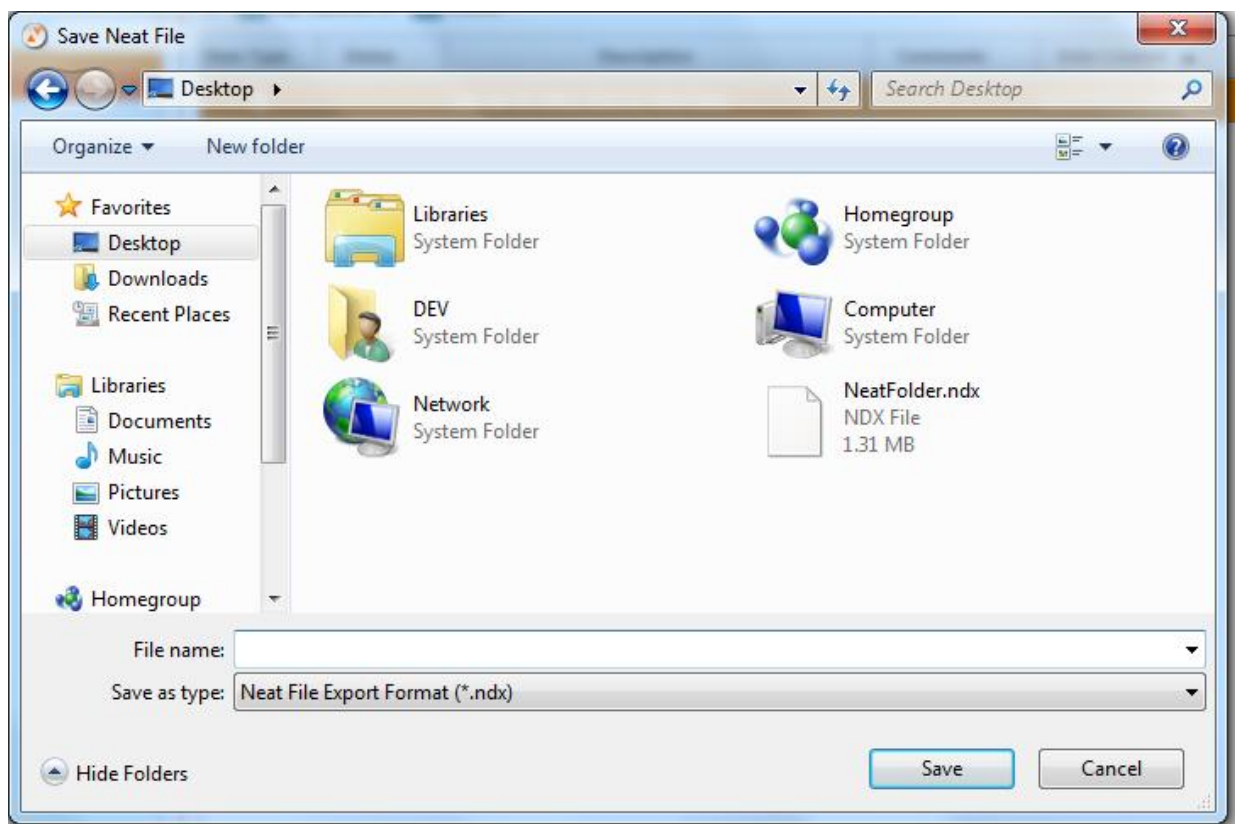 Save Neat File
Desktop
Search Desktop
Organize
New folder
Favorites
Desktop
Downloads
Recent Places
Libraries
Documents
Music
Pictures
Videos
Homegroup
Libraries
System Folder
Homegroup
System Folder
DEV
System Folder
Computer
System Folder
Network
System Folder
NeatFolder.ndx
NDX File
1.31 MB
File name:
Save as type: Neat File Export Format (*.ndx)
Hide Folders
Save
Cancel